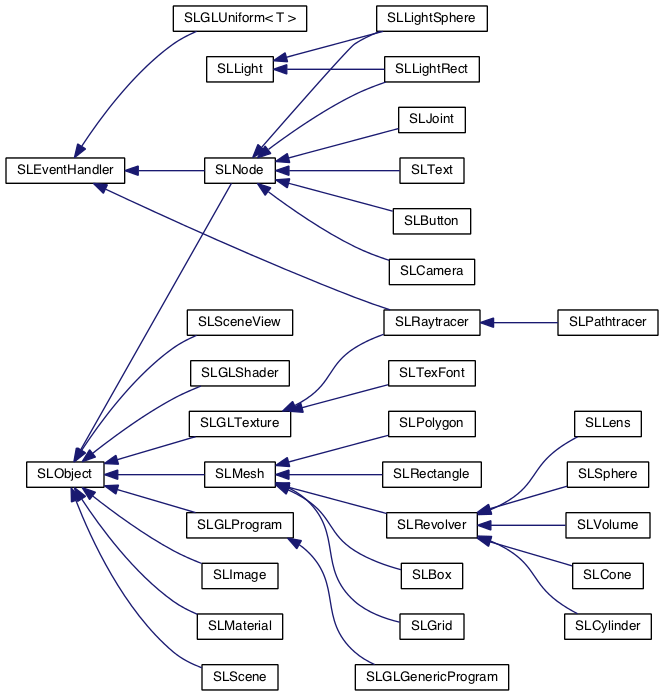 SLGLUniform< T >
SLLightSphere
SLLight
SLLightRect
SLJoint
SLEventHandler
SLNode
SLText
SLButton
SLCamera
SLSceneView
SLRaytracer
SLPathtracer
SLGLShader
SLTexFont
SLGLTexture
SLPolygon
SLLens
SLObject
SLMesh
SLRectangle
SLSphere
SLGLProgram
SLRevolver
SLVolume
SLImage
SLBox
SLCone
SLMaterial
SLGrid
SLCylinder
SLScene
SLGLGenericProgram